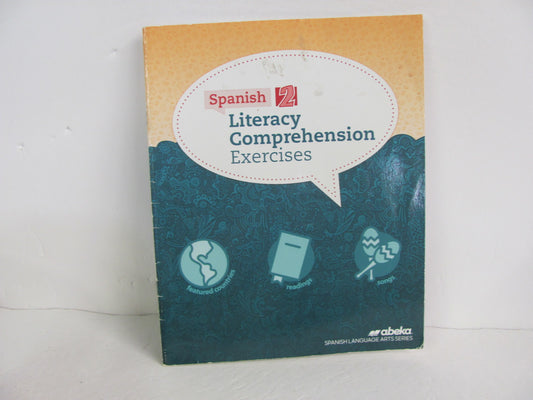 Spanish 2
Literacy
Comprehension
Exercises
featured countries
readings
songs
abeka
SPANISH LANGUAGE ARTS SERIES